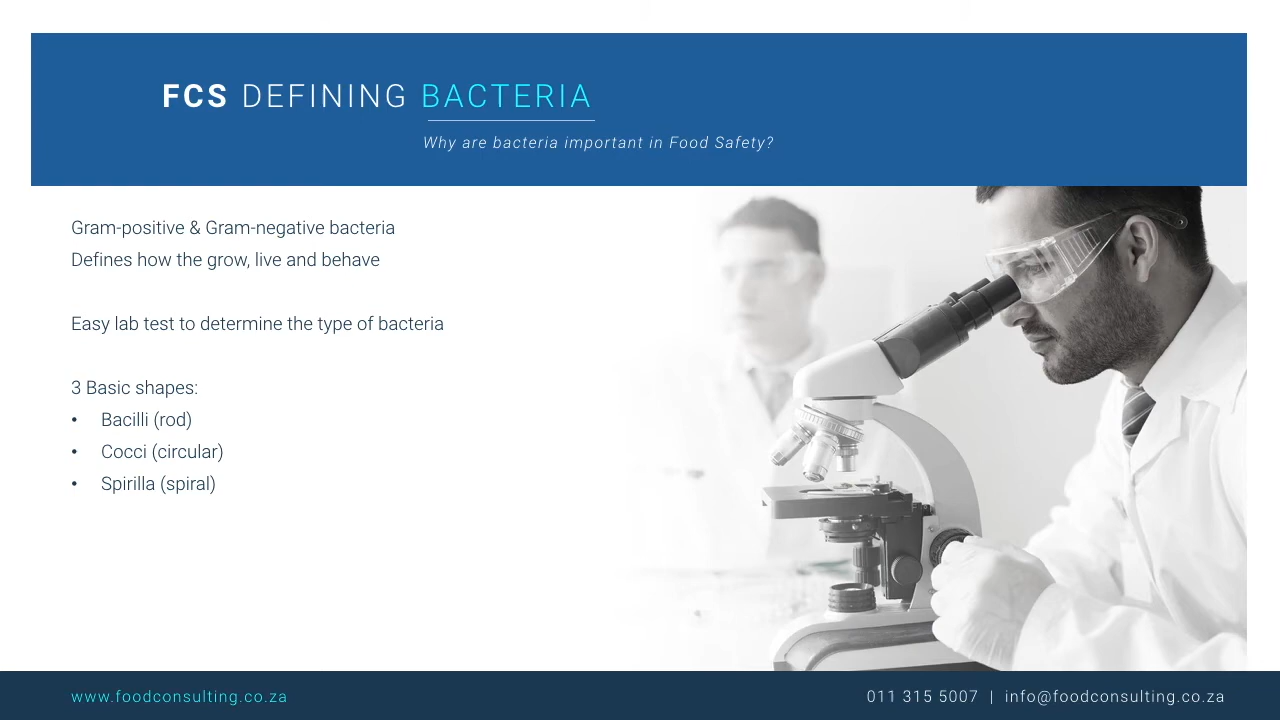 FCS DEFINING BACTERIA
Why are bacteria important in Food Safety?
Gram-positive & Gram-negative bacteria
Defines how the grow, live and behave
Easy lab test to determine the type of bacteria
3 Basic shapes:
• Bacilli (rod)
• Cocci (circular)
• Spirilla (spiral)
www.foodconsulting.co.za
011 315 5007 | info@foodconsulting.co.za